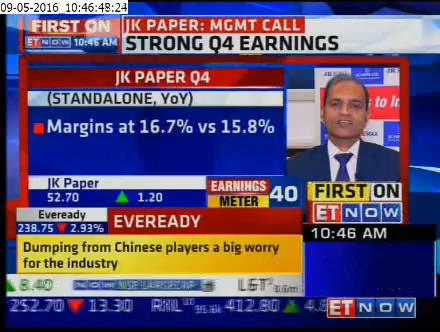 09-05-2016 10:46:48:24
FIRST ON
ET NOW 10:46 AM
JK PAPER: MGMT CALL
STRONG Q4 EARNINGS
JK PAPER Q4
(STANDALONE, YoY)
Margins at 16.7% vs 15.8%
JK Paper
52.70 ▲ 1.20
EARNINGS
METER 40
FIRST ON
ET NOW
10:46 AM
Eveready
238.75 ▼ 2.93%
EVEREADY
Dumping from Chinese players a big worry
for the industry
▲ 8.40
252.70 ▼ 13.30 412.80 ▲
ET NOW